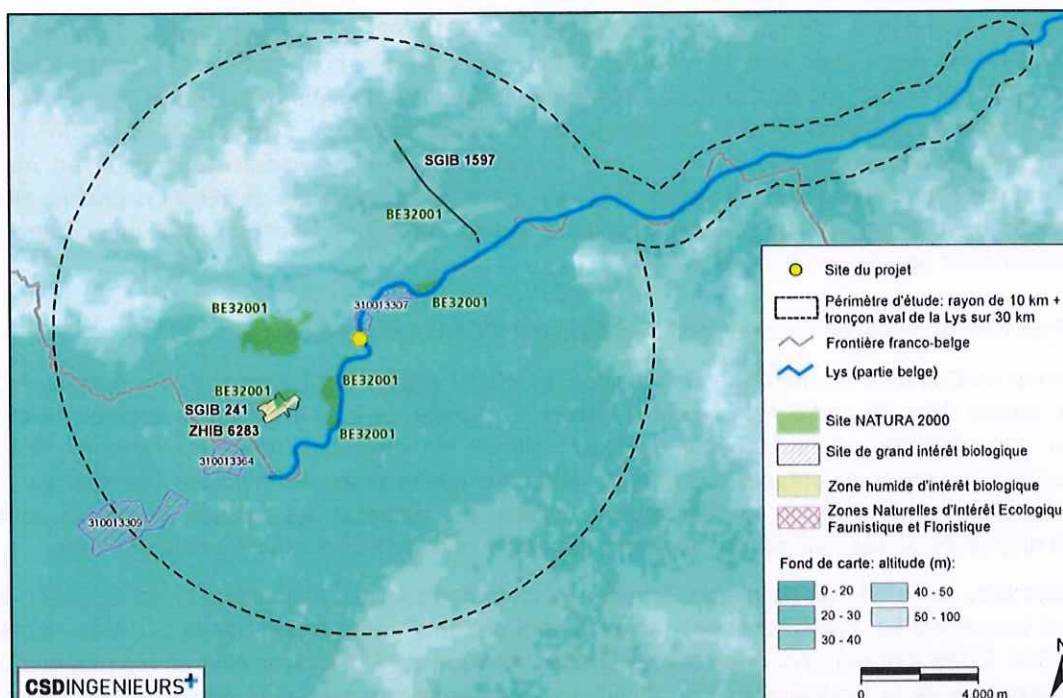 SGIB 1597
BE32001
BE32001
310013307
BE32001
BE32001
BE32001
SGIB 241
ZHIB 6283
BE32001
310013364
310013309
Site du projet
Périmètre d'étude: rayon de 10 km +
tronçon aval de la Lys sur 30 km
Frontière franco-belge
Lys (partie belge)
Site NATURA 2000
Site de grand intérêt biologique
Zone humide d'intérêt biologique
Zones Naturelles d'Intérêt Ecologiqu
Faunistique et Floristique
Fond de carte: altitude (m):
0 - 20
40 - 50
20 - 30
50 - 100
30 - 40
N
0
4 000 m
CSDINGENIEURS+